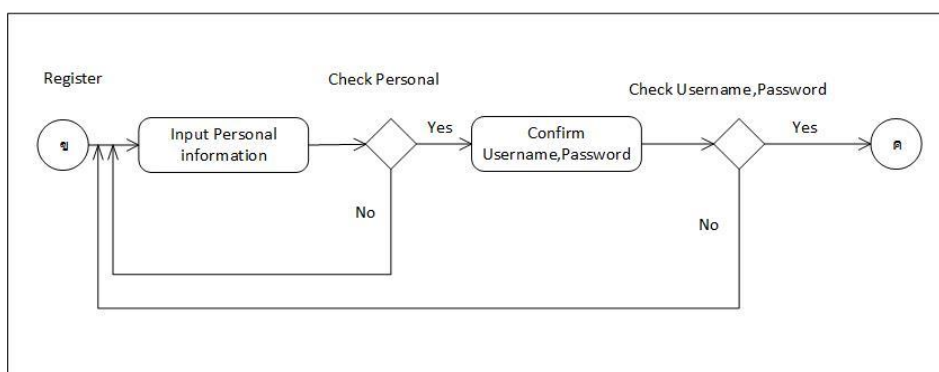 Register
Check Personal
Check Username,Password
ข
Input Personal
information
Yes
Confirm
Username,Password
Yes
ค
No
No